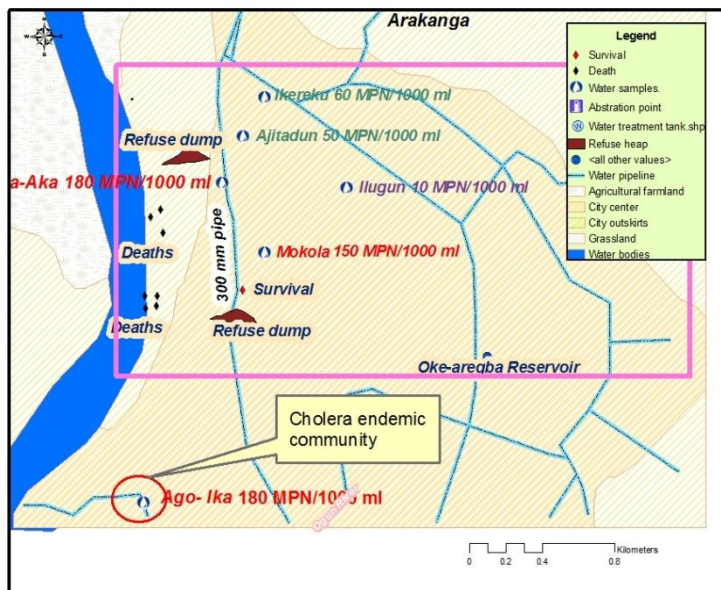 Arakanga
Legend
Survival
Death
Water samples.
Abstration point
Water treatment tank.shp
Refuse heap
<all other values>
Water pipeline
Agricultural farmland
City center
City outskirts
Grassland
Water bodies
Ikereku 60 MPN/1000 ml
Ajitadun 50 MPN/1000 ml
Refuse dump
a-Aka 180 MPN/1000 ml
Ilugun 10 MPN/1000 ml
300 mm pipe
Deaths
Mokola 150 MPN/1000 ml
Survival
Deaths
Refuse dump
Oke-aregba Reservoir
Cholera endemic
community
Ago- Ika 180 MPN/1000 ml
Kilometers
0 0.2 0.4 0.8